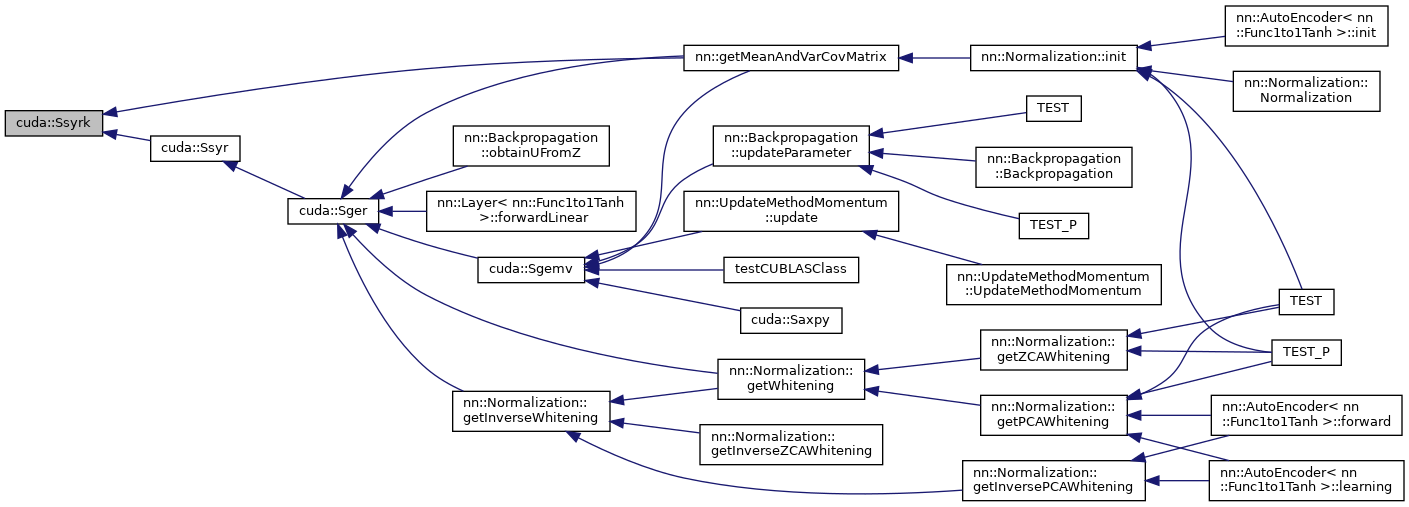 cuda::Ssyrk
cuda::Ssyr
cuda::Sger
nn::Backpropagation
::obtainUFromZ
nn::Layer< nn::Func1to1Tanh
>::forwardLinear
cuda::Sgemv
nn::Normalization::
getInverseWhitening
nn::getMeanAndVarCovMatrix
nn::Backpropagation
::updateParameter
nn::UpdateMethodMomentum
::update
testCUBLASClass
cuda::Saxpy
nn::Normalization::
getWhitening
nn::Normalization::
getInverseZCAWhitening
nn::Normalization::init
TEST
nn::Backpropagation
::Backpropagation
TEST_P
nn::UpdateMethodMomentum
::UpdateMethodMomentum
nn::Normalization::
getZCAWhitening
nn::Normalization::
getPCAWhitening
nn::Normalization::
getInversePCAWhitening
nn::AutoEncoder< nn
::Func1to1Tanh >::init
nn::Normalization::
Normalization
TEST
TEST_P
nn::AutoEncoder< nn
::Func1to1Tanh >::forward
nn::AutoEncoder< nn
::Func1to1Tanh >::learning